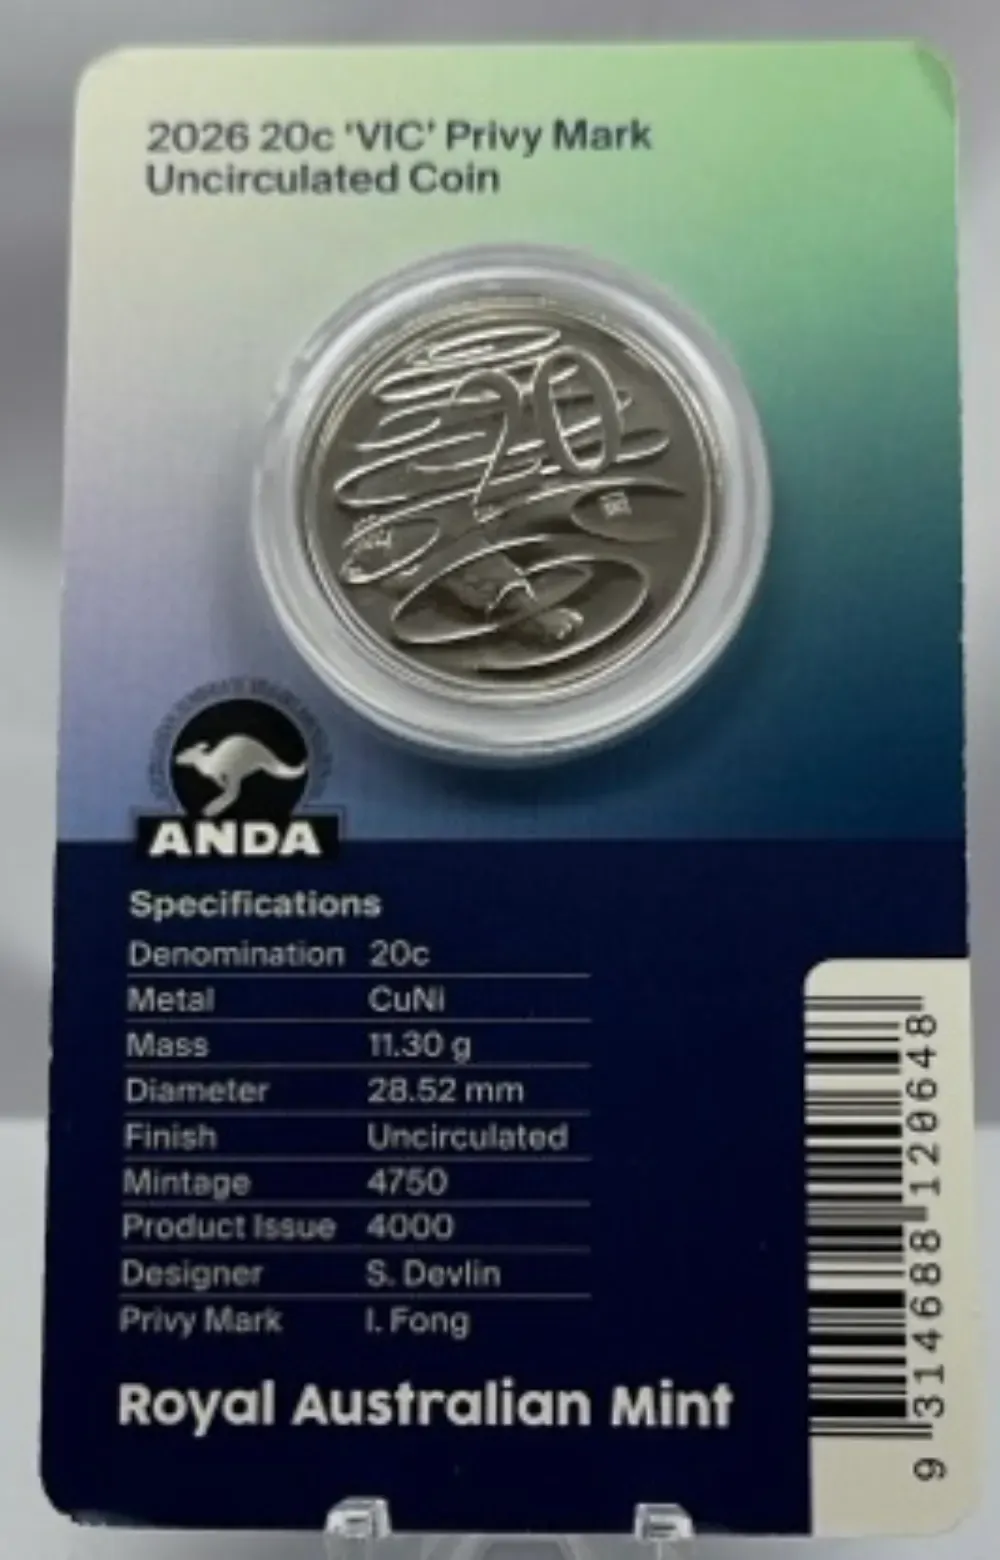 2026 20c 'VIC' Privy Mark
Uncirculated Coin
20
ANDA
Specifications
Denomination 20c
Metal CuNi
Mass 11.30 g
Diameter 28.52 mm
Finish Uncirculated
Mintage 4750
Product Issue 4000
Designer S. Devlin
Privy Mark I. Fong
Royal Australian Mint
9 314688 120648